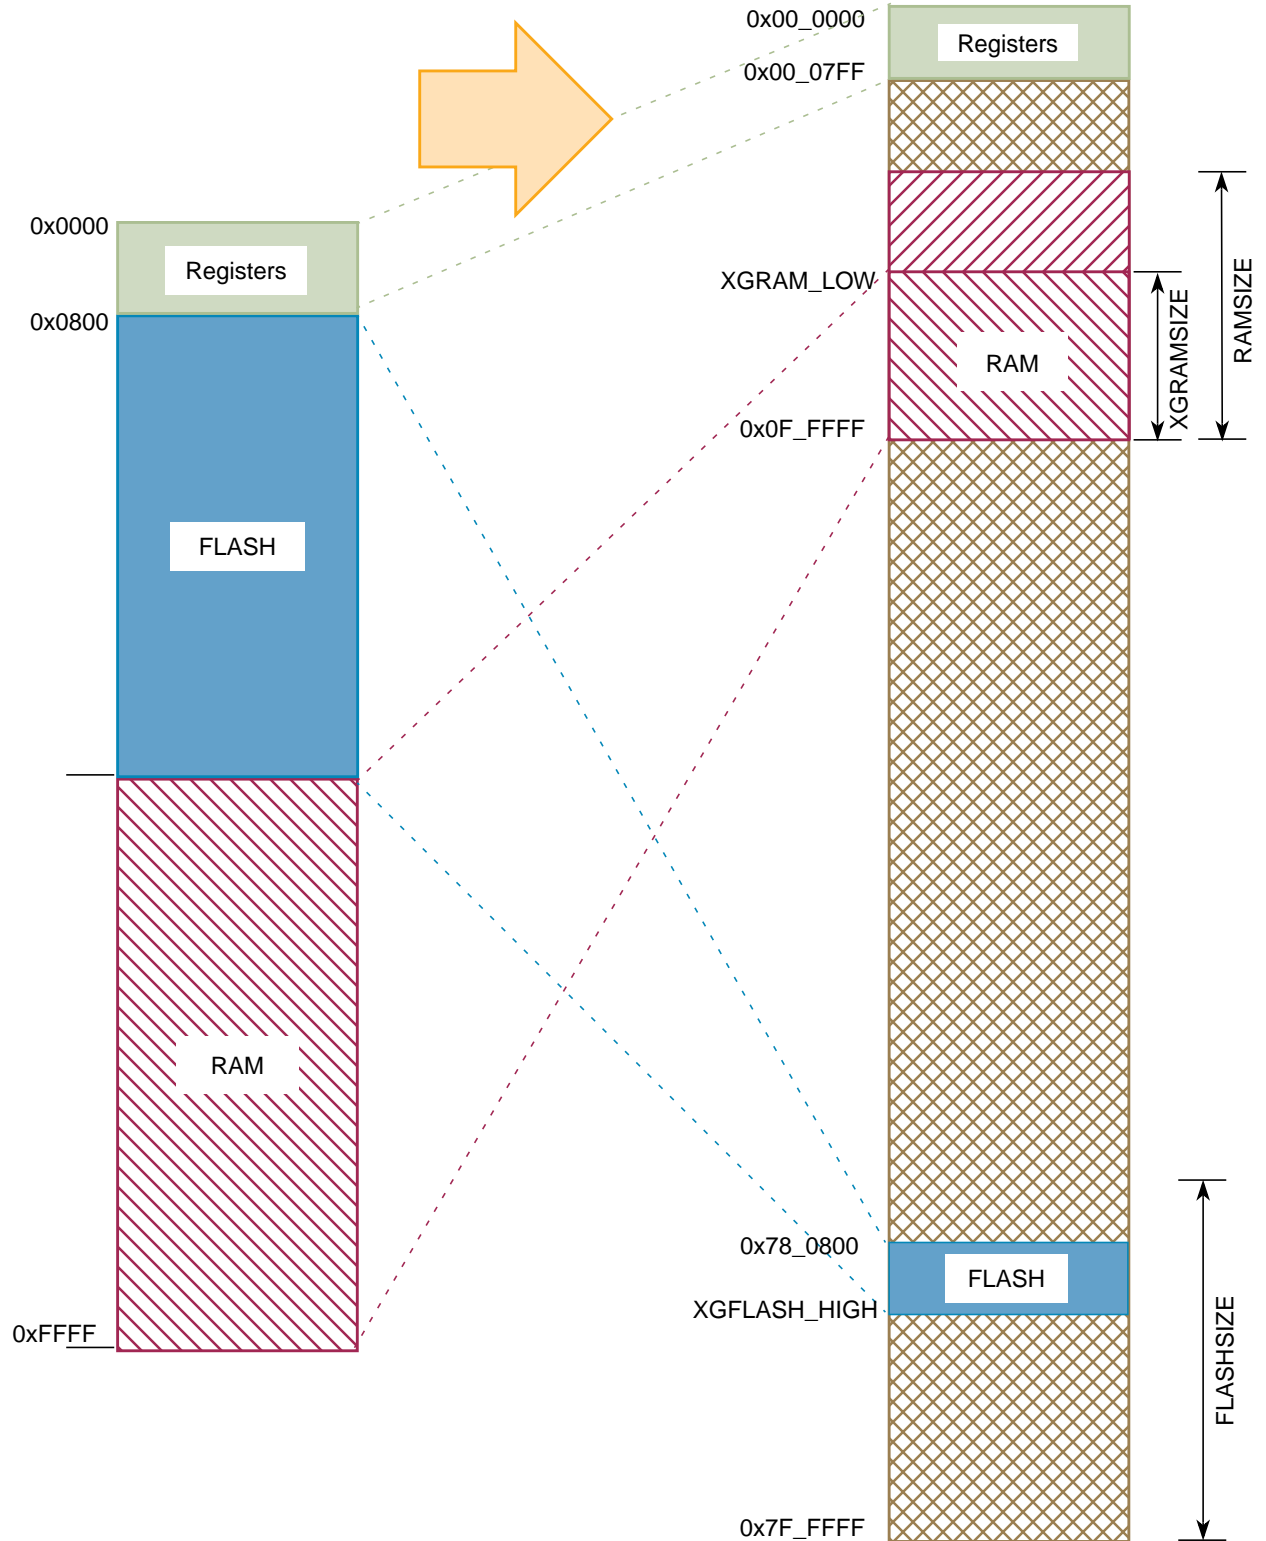 0x0000
Registers
0x0800
FLASH
RAM
0xFFFF
0x00_0000
Registers
0x00_07FF
XGRAM_LOW
RAM
0x0F_FFFF
XGRAMSIZE
RAMSIZE
0x78_0800
FLASH
XGFLASH_HIGH
FLASHSIZE
0x7F_FFFF